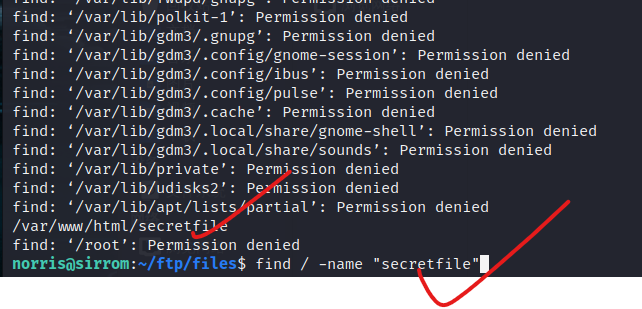 find: ‘/var/lib/fwupd/gnupg’: Permission denied
find: ‘/var/lib/polkit-1’: Permission denied
find: ‘/var/lib/gdm3/.gnupg’: Permission denied
find: ‘/var/lib/gdm3/.config/gnome-session’: Permission denied
find: ‘/var/lib/gdm3/.config/ibus’: Permission denied
find: ‘/var/lib/gdm3/.config/pulse’: Permission denied
find: ‘/var/lib/gdm3/.cache’: Permission denied
find: ‘/var/lib/gdm3/.local/share/gnome-shell’: Permission denied
find: ‘/var/lib/gdm3/.local/share/sounds’: Permission denied
find: ‘/var/lib/private’: Permission denied
find: ‘/var/lib/udisks2’: Permission denied
find: ‘/var/lib/apt/lists/partial’: Permission denied
/var/www/html/secretfile
find: ‘/root’: Permission denied
norris@sirrom:~/ftp/files$ find / -name "secretfile"